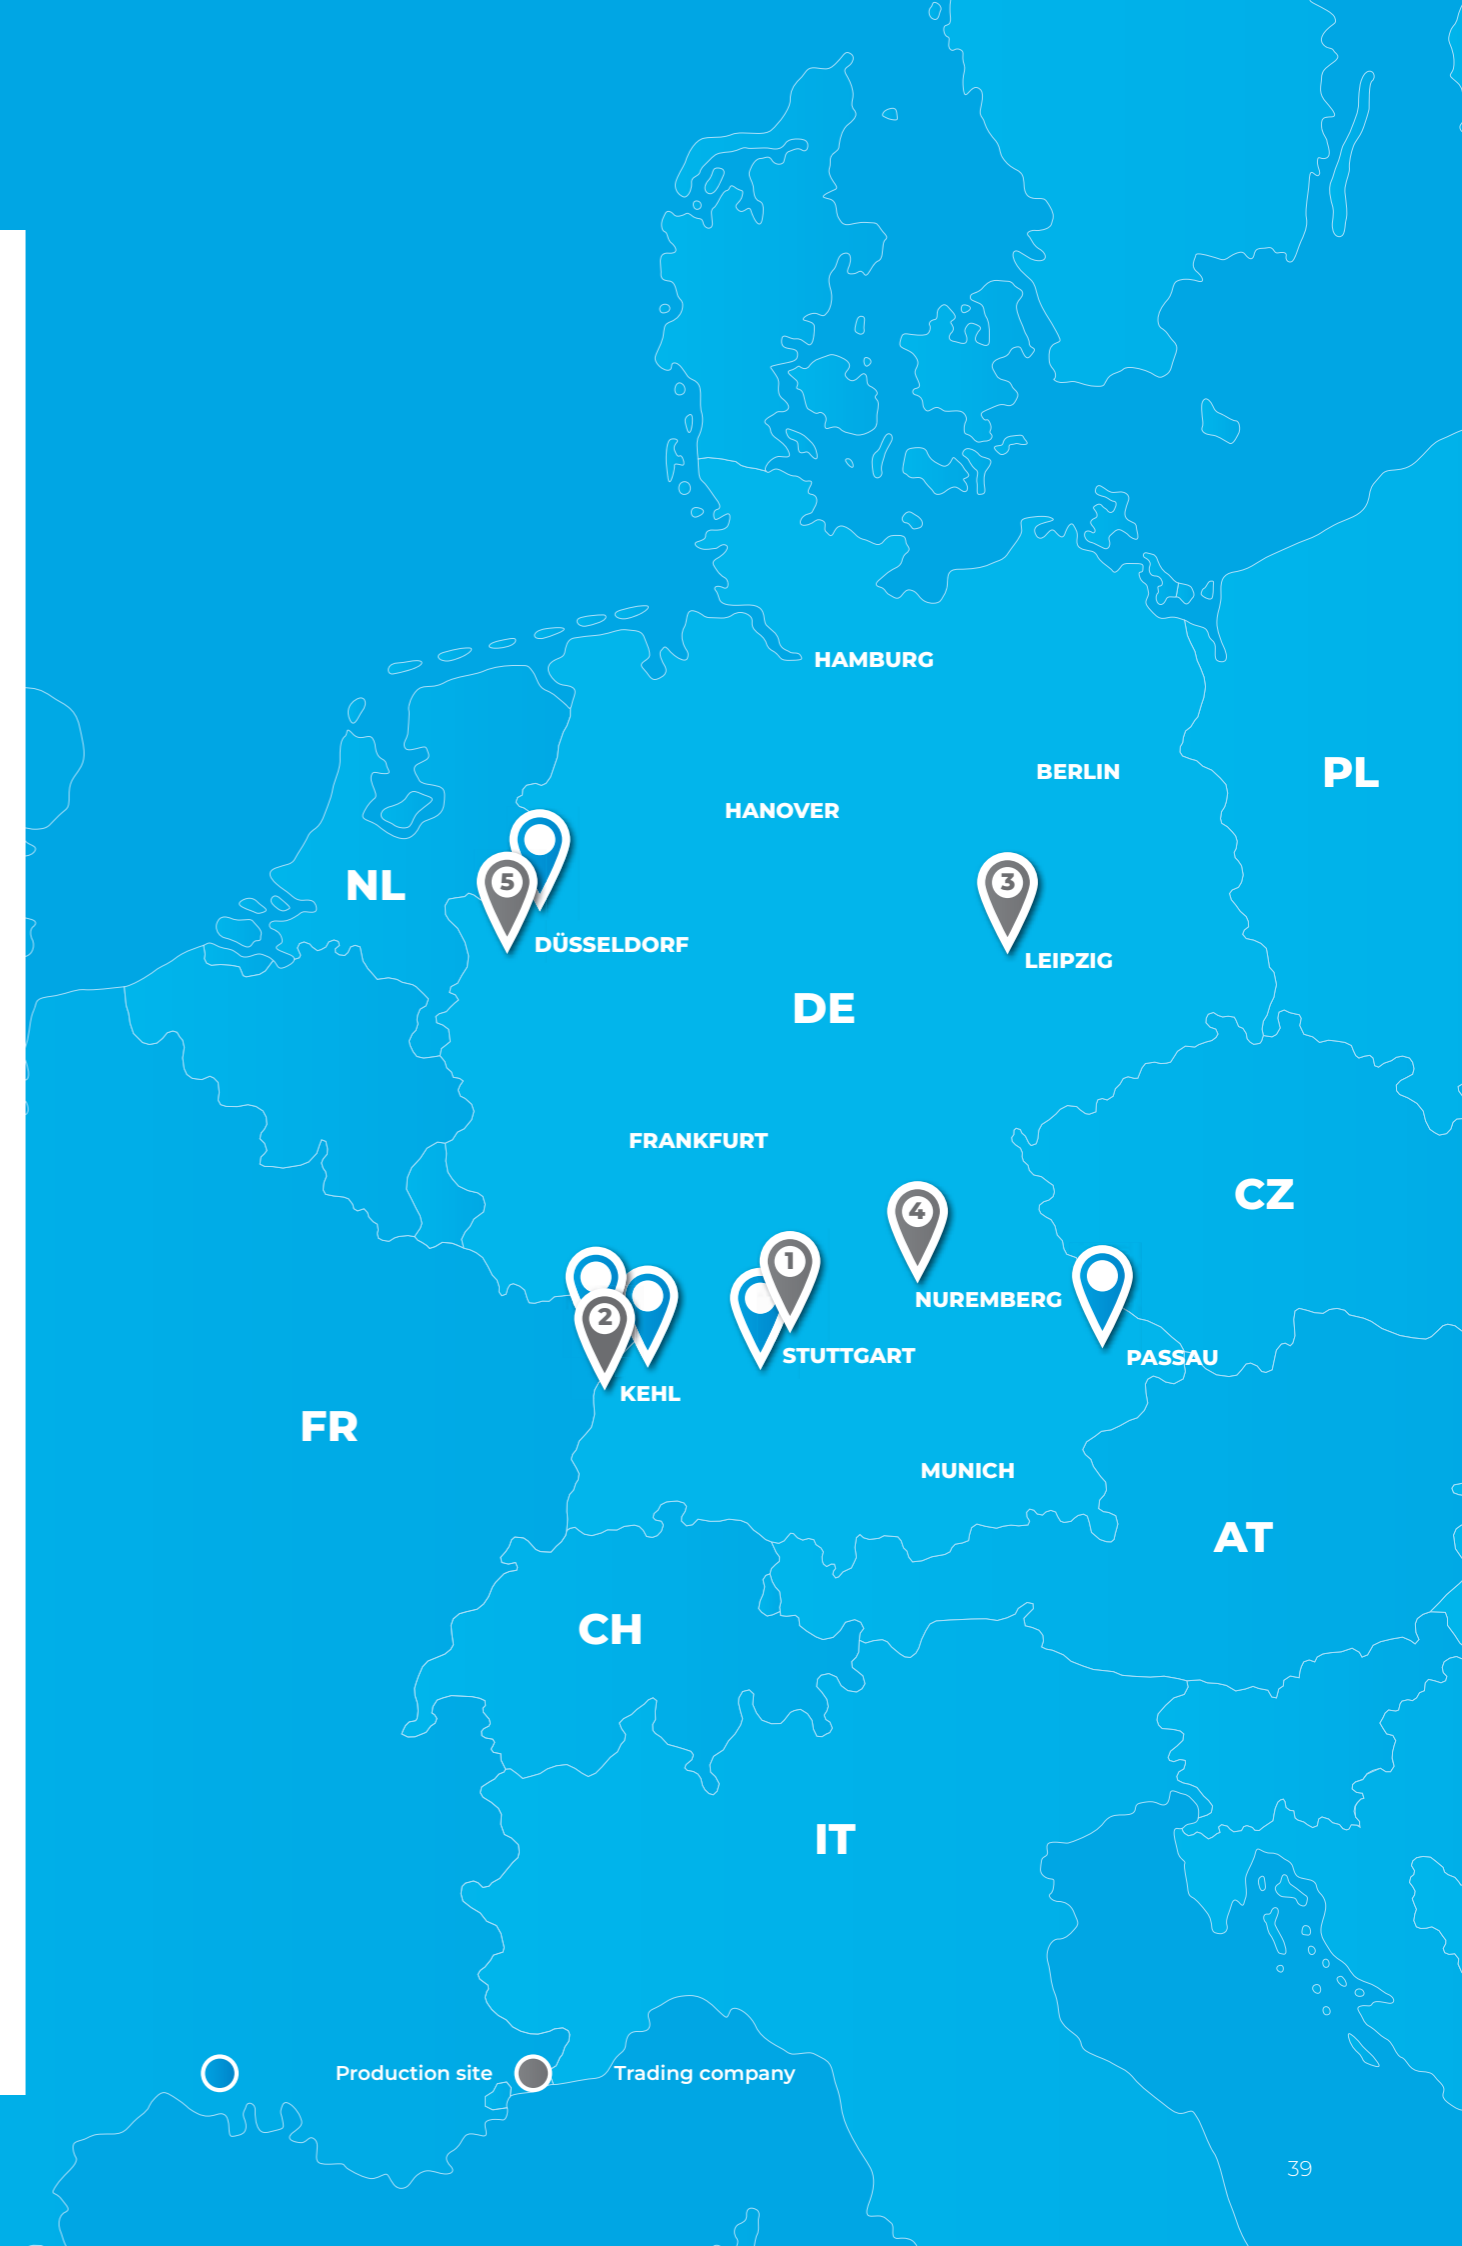 HAMBURG
BERLIN
PL
HANOVER
NL
5
3
DÜSSELDORF
LEIPZIG
DE
FRANKFURT
CZ
4
1
NUREMBERG
2
STUTTGART
PASSAU
KEHL
FR
MUNICH
AT
CH
IT
Production site
Trading company
39